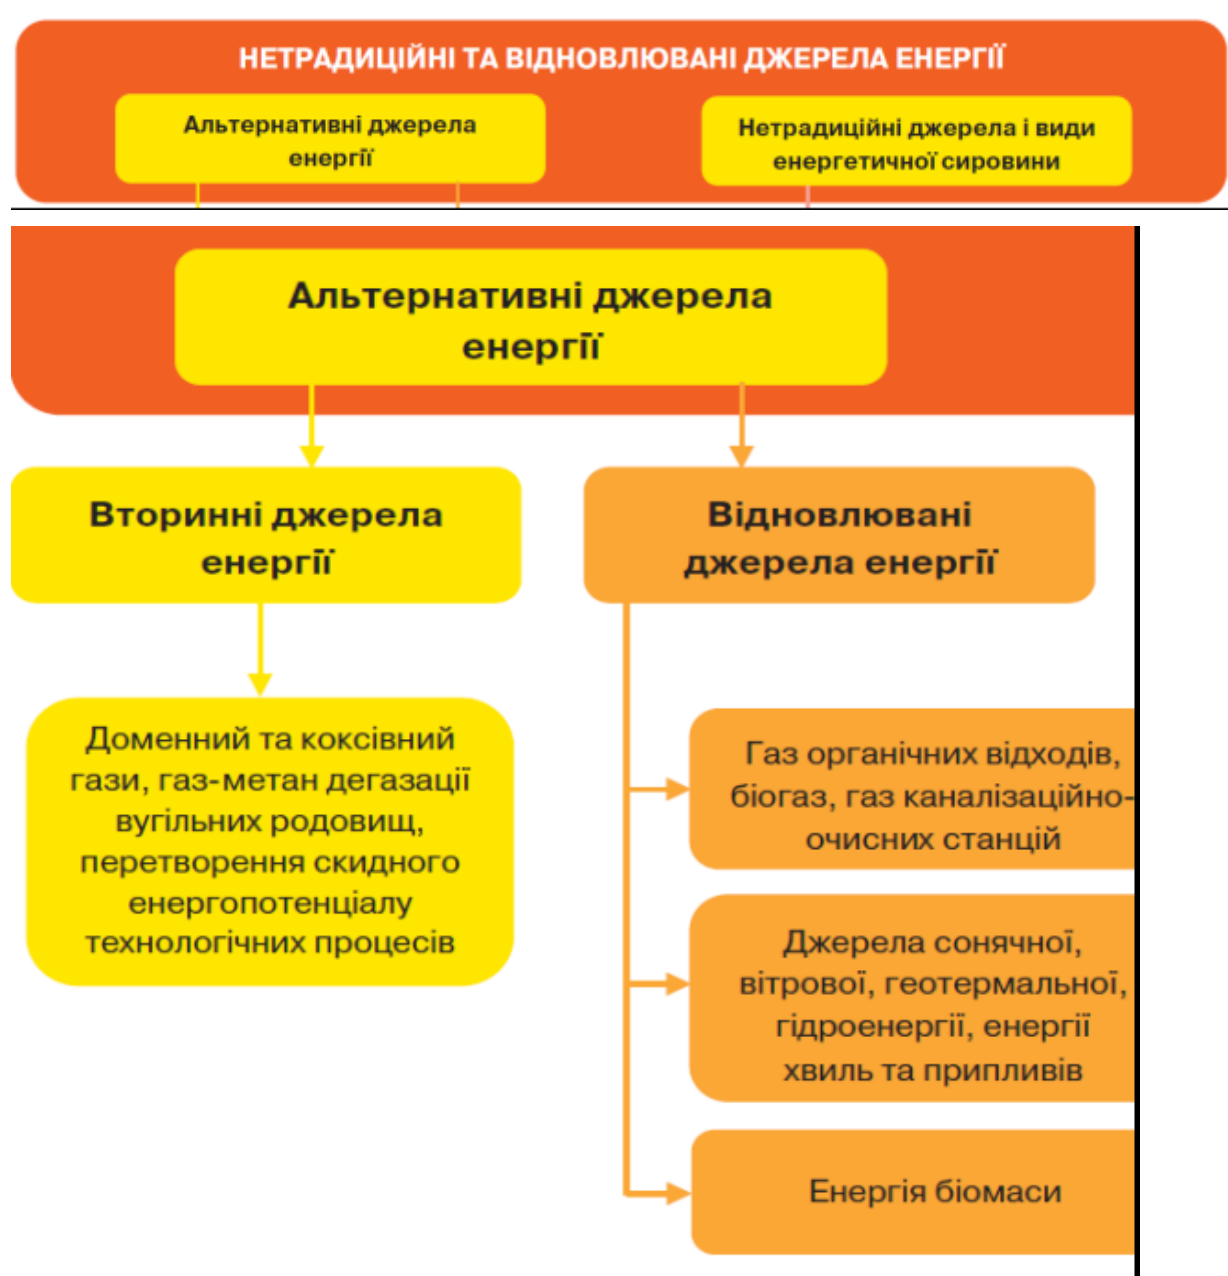 НЕТРАДИЦІЙНІ ТА ВІДНОВЛЮВАНІ ДЖЕРЕЛА ЕНЕРГІЇ
Альтернативні джерела
енергії
Нетрадиційні джерела і види
енергетичної сировини
Альтернативні джерела
енергії
Вторинні джерела
енергії
Відновлювані
джерела енергії
Доменний та коксівний
гази, газ-метан дегазації
вугільних родовищ,
перетворення скидного
енергопотенціалу
технологічних процесів
Газ органічних відходів,
біогаз, газ каналізаційно-
очисних станцій
Джерела сонячної,
вітрової, геотермальної,
гідроенергії, енергії
хвиль та припливів
Енергія біомаси